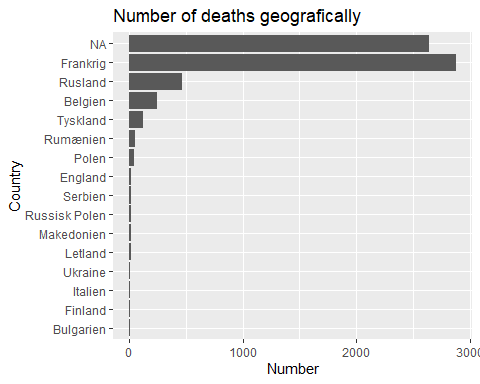 Number of deaths geografically
NA
Frankrig
Rusland
Belgien
Tyskland
Rumænien
Polen
England
Serbien
Russisk Polen
Makedonien
Letland
Ukraine
Italien
Finland
Bulgarien
Country
0 1000 2000 3000
Number